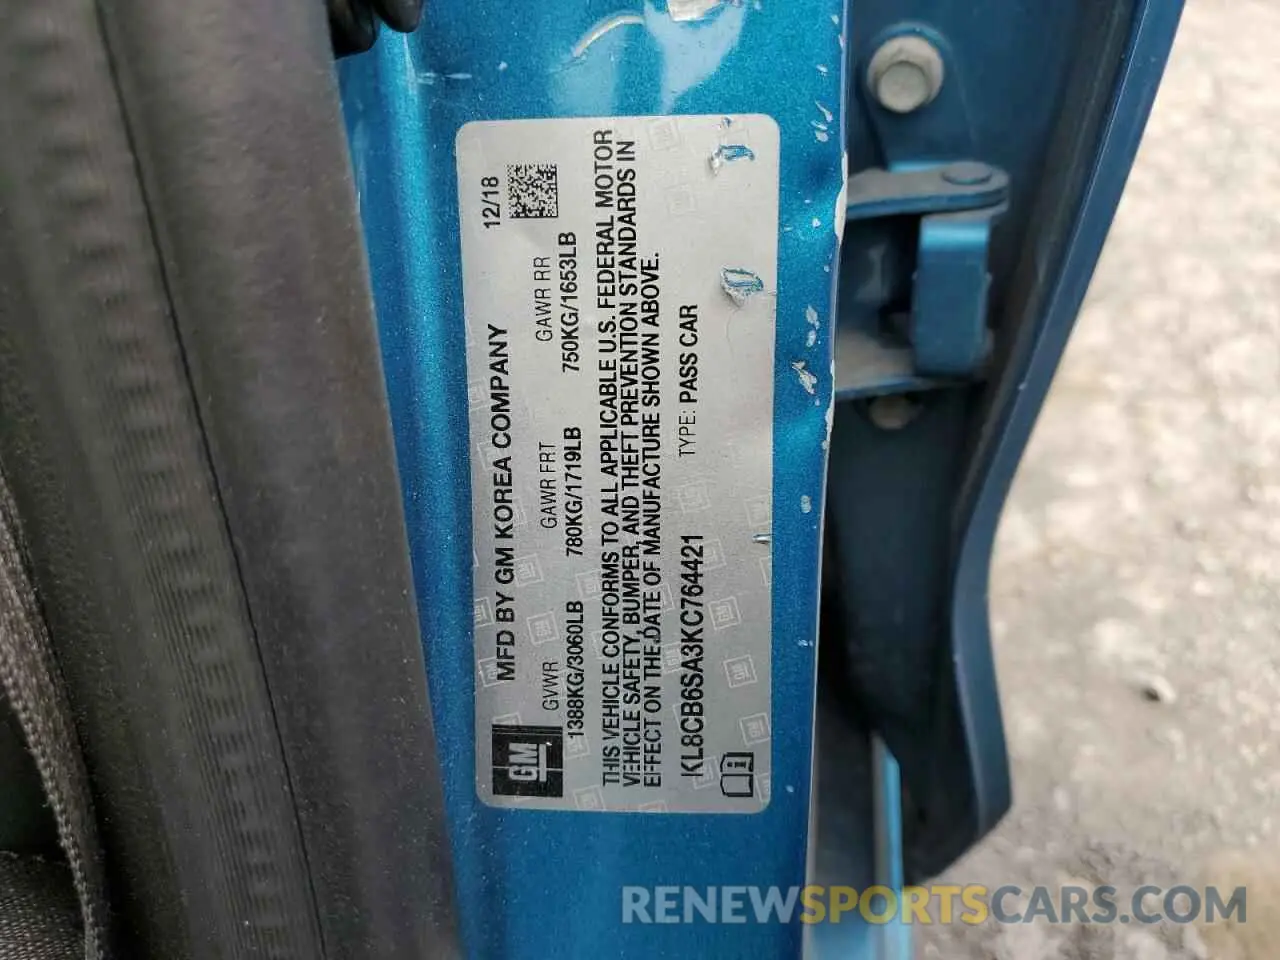 MFD BY GM KOREA COMPANY 12/18
GM
GVWR GAWR FRT GAWR RR
1388KG/3060LB 780KG/1719LB 750KG/1653LB
THIS VEHICLE CONFORMS TO ALL APPLICABLE U.S. FEDERAL MOTOR
VEHICLE SAFETY, BUMPER, AND THEFT PREVENTION STANDARDS IN
EFFECT ON THE DATE OF MANUFACTURE SHOWN ABOVE.
KL8CB6SA3KC764421 TYPE: PASS CAR
RENEWSPORTSCARS.COM